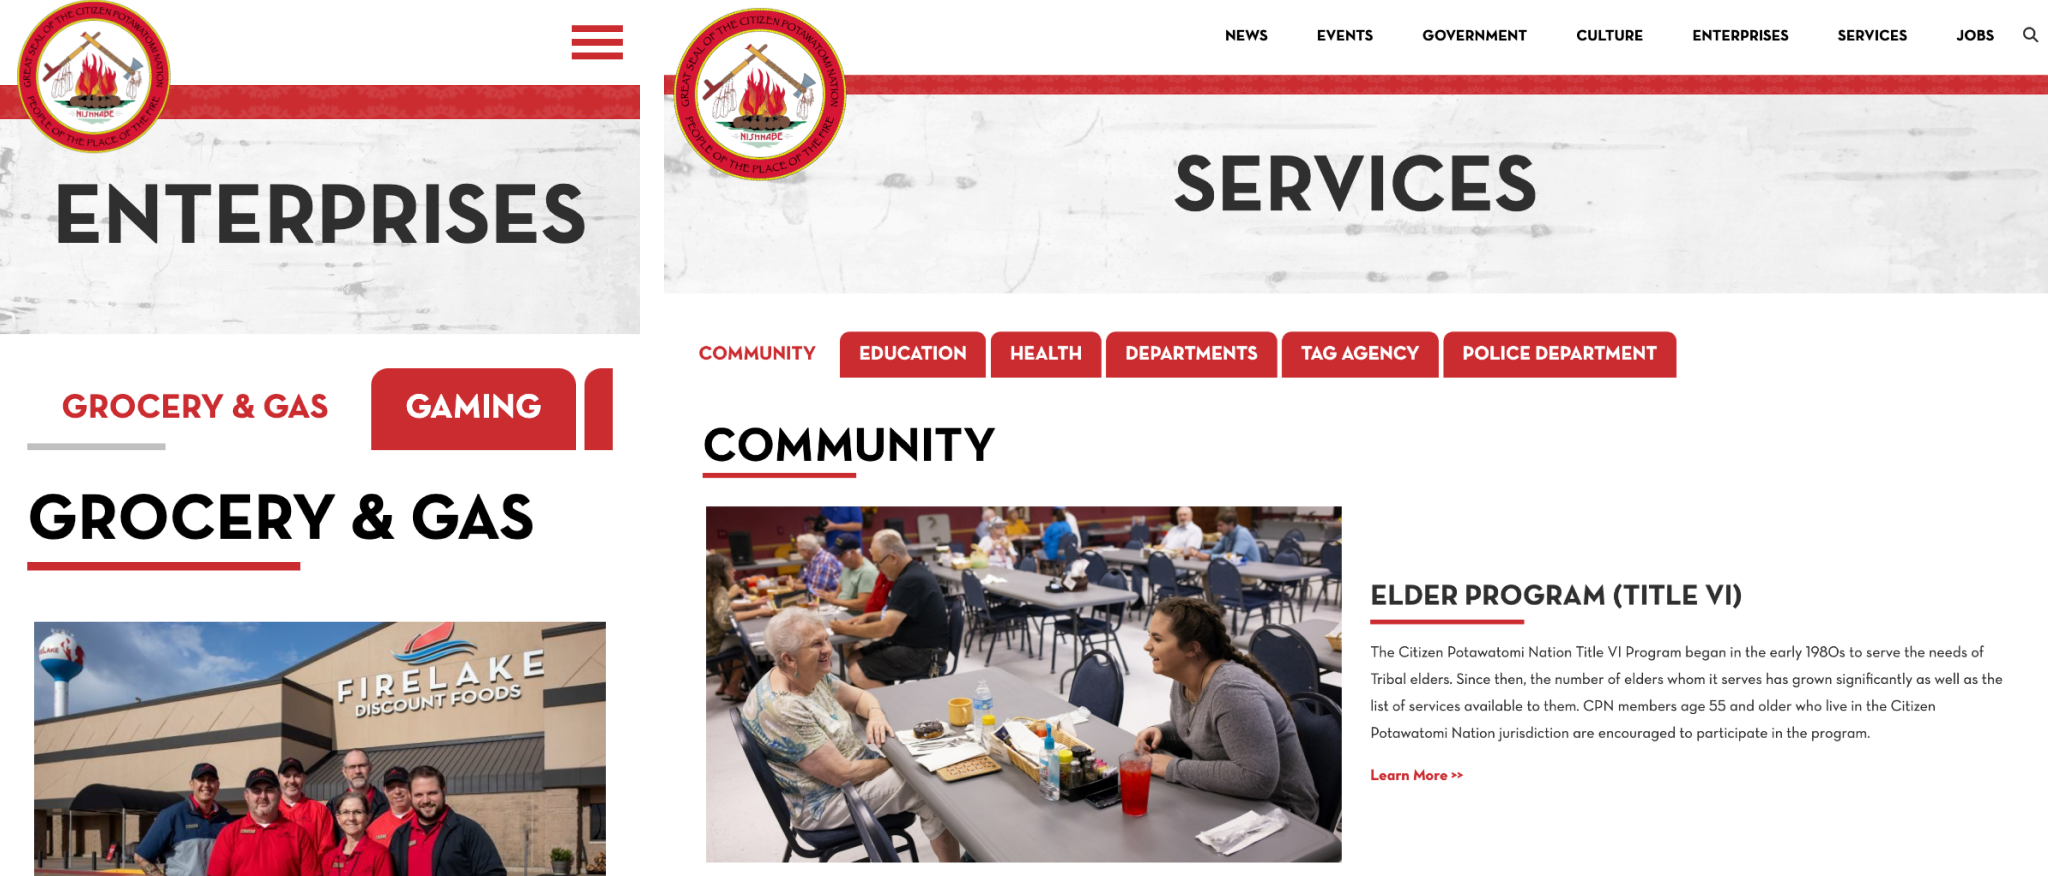 GREAT SEAL OF THE CITIZEN POTAWATOMI NATION
PEOPLE OF THE PLACE OF THE FIRE
NISHNABE
ENTERPRISES
GROCERY & GAS
GAMING
GROCERY & GAS
FIRELAKE
DISCOUNT FOODS
GREAT SEAL OF THE CITIZEN POTAWATOMI NATION
PEOPLE OF THE PLACE OF THE FIRE
NISHNABE
NEWS EVENTS GOVERNMENT CULTURE ENTERPRISES SERVICES JOBS
SERVICES
COMMUNITY EDUCATION HEALTH DEPARTMENTS TAG AGENCY POLICE DEPARTMENT
COMMUNITY
ELDER PROGRAM (TITLE VI)
The Citizen Potawatomi Nation Title VI Program began in the early 1980s to serve the needs of
Tribal elders. Since then, the number of elders whom it serves has grown significantly as well as the
list of services available to them. CPN members age 55 and older who live in the Citizen
Potawatomi Nation jurisdiction are encouraged to participate in the program.
Learn More >>